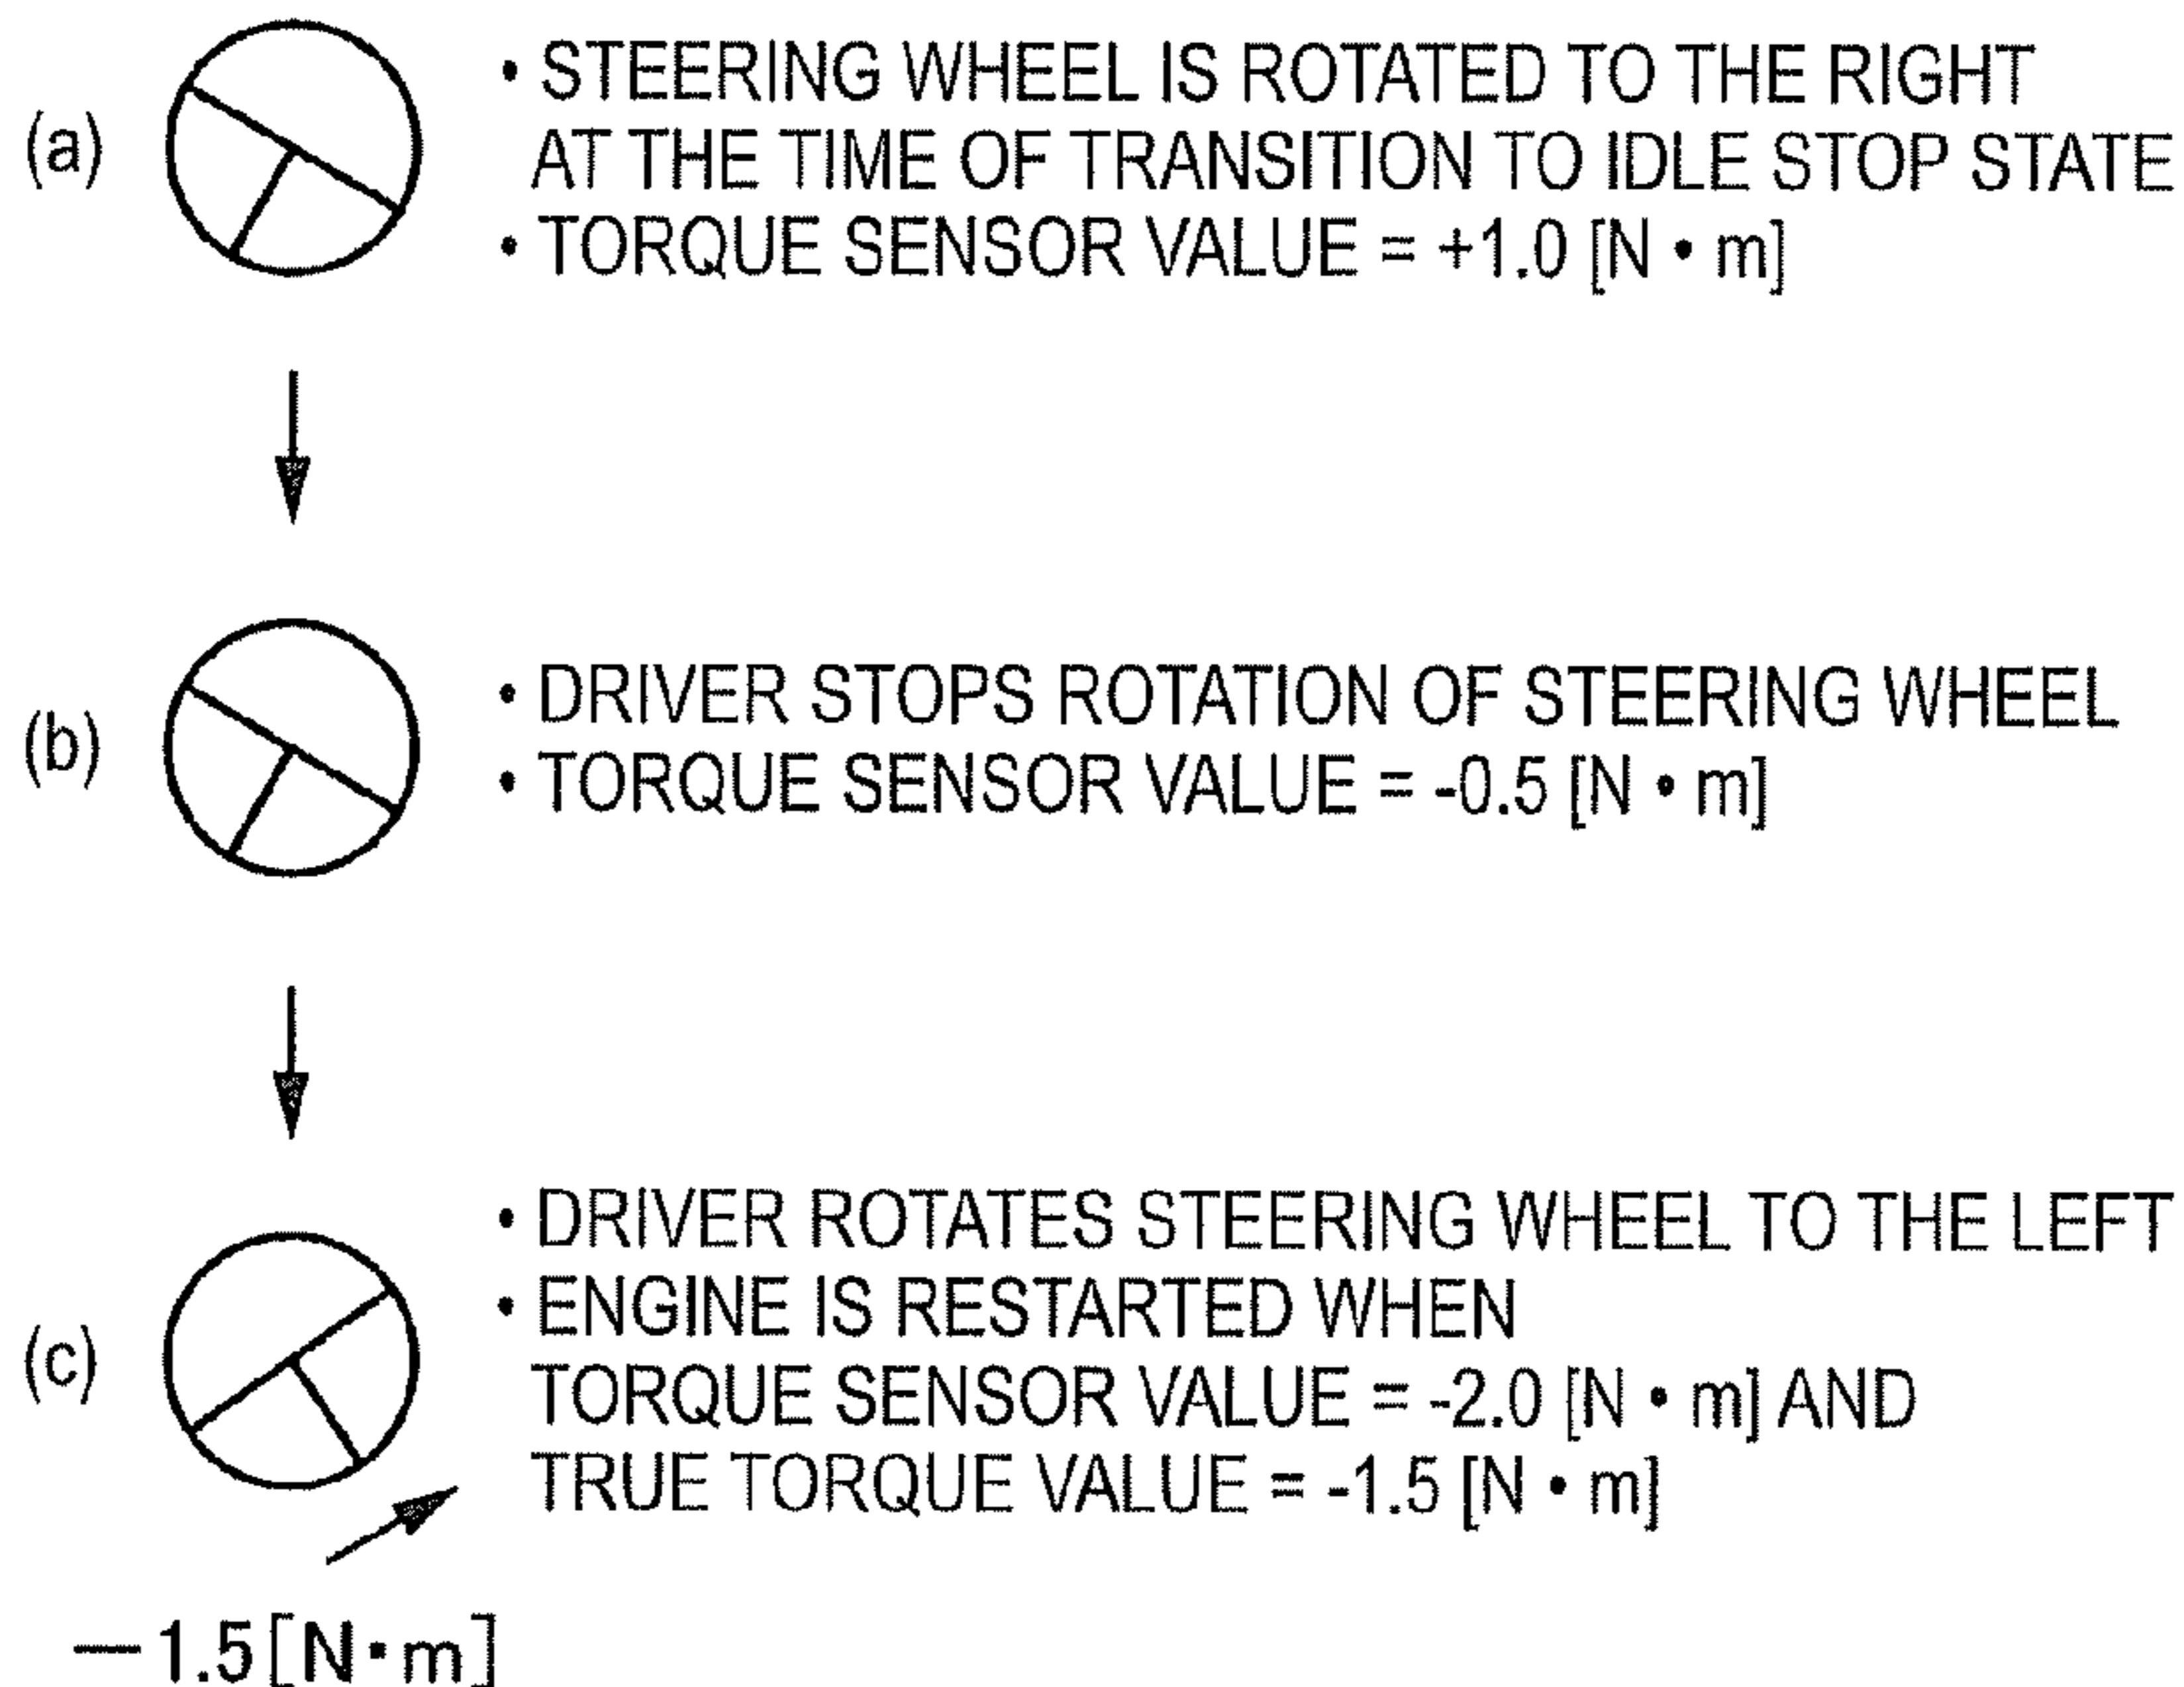 (a)
• STEERING WHEEL IS ROTATED TO THE RIGHT
AT THE TIME OF TRANSITION TO IDLE STOP STATE
• TORQUE SENSOR VALUE = +1.0 [N • m]
(b)
• DRIVER STOPS ROTATION OF STEERING WHEEL
• TORQUE SENSOR VALUE = -0.5 [N • m]
(c)
• DRIVER ROTATES STEERING WHEEL TO THE LEFT
• ENGINE IS RESTARTED WHEN
TORQUE SENSOR VALUE = -2.0 [N • m] AND
TRUE TORQUE VALUE = -1.5 [N • m]
—1.5[N•m]